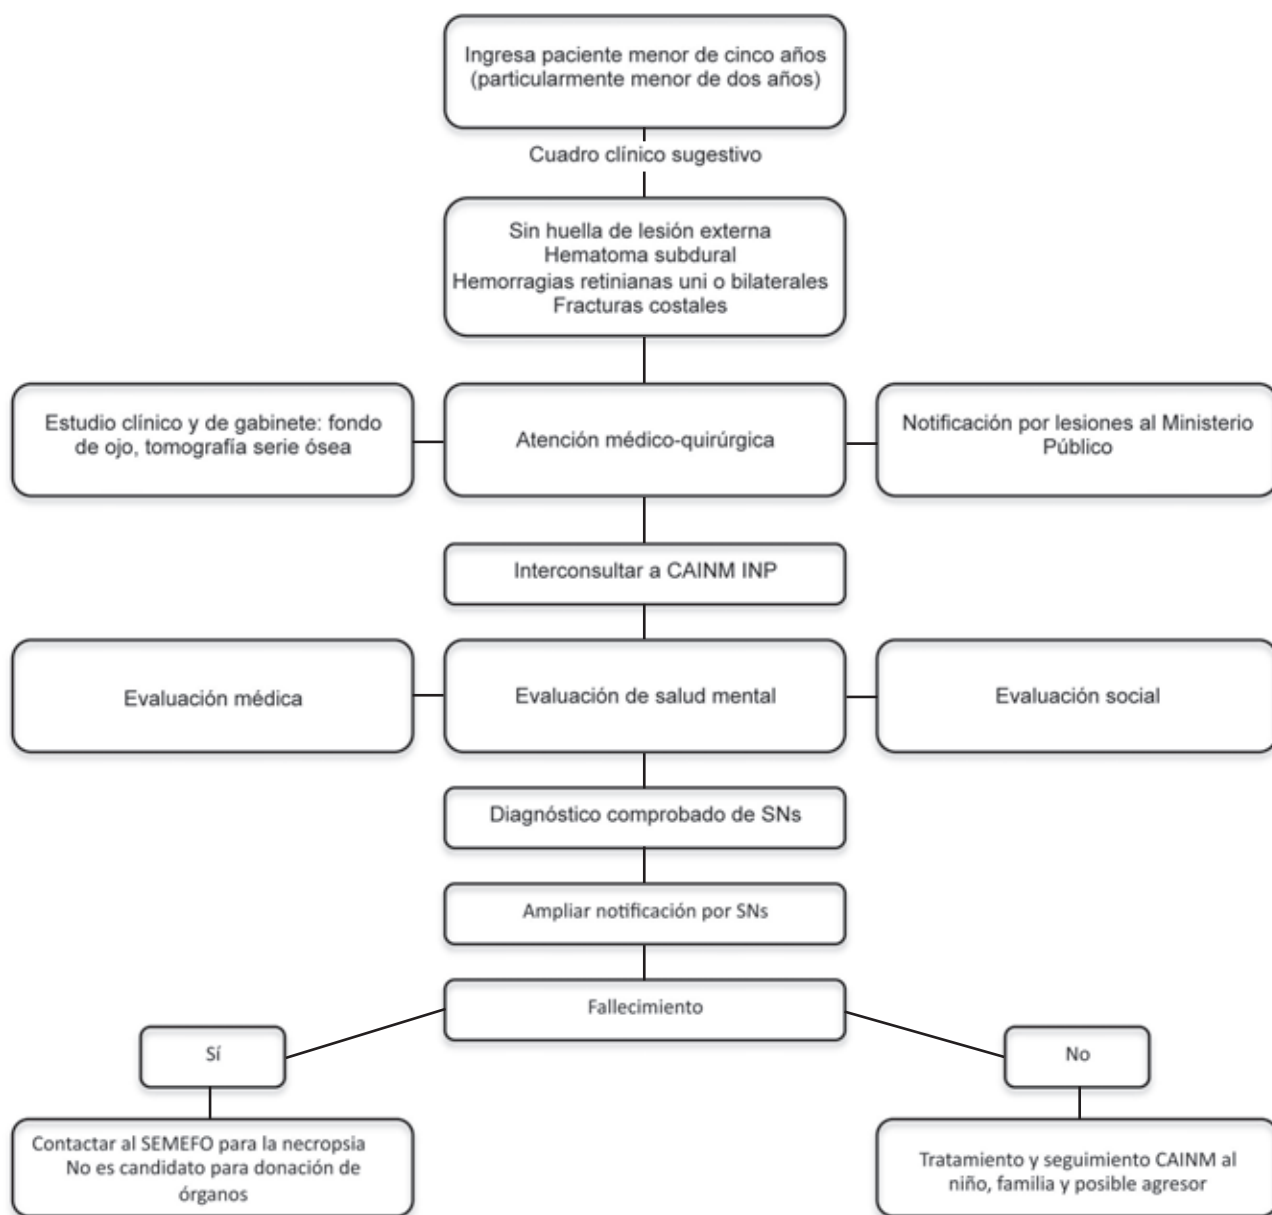 Ingresa paciente menor de cinco años
(particularmente menor de dos años)
Cuadro clínico sugestivo
Sin huella de lesión externa
Hematoma subdural
Hemorragias retinianas uni o bilaterales
Fracturas costales
Estudio clínico y de gabinete: fondo
de ojo, tomografía serie ósea
Atención médico-quirúrgica
Notificación por lesiones al Ministerio
Público
Interconsultar a CAINM INP
Evaluación médica
Evaluación de salud mental
Evaluación social
Diagnóstico comprobado de SNs
Ampliar notificación por SNs
Fallecimiento
Sí
No
Contactar al SEMEFO para la necropsia
No es candidato para donación de
órganos
Tratamiento y seguimiento CAINM al
niño, familia y posible agresor